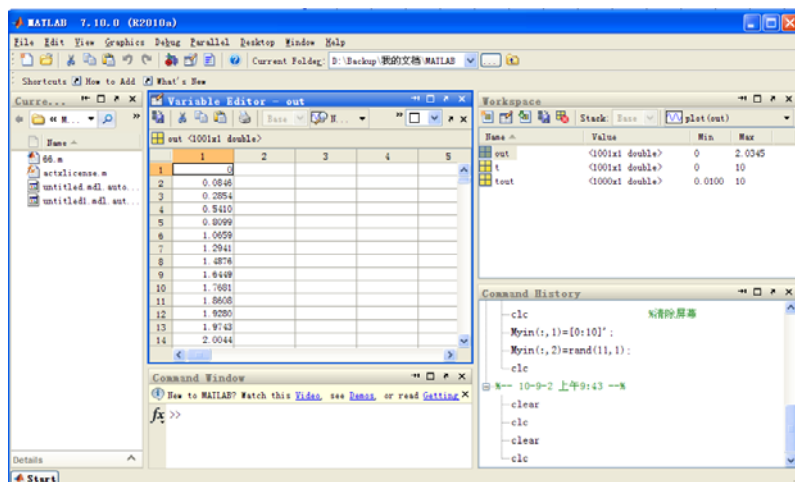 MATLAB 7.10.0 (R2010a)
File Edit View Graphics Debug Parallel Desktop Window Help
Current Folder: D:\Backup\我的文档\MATLAB
Shortcuts How to Add What's New
Curre...
« M...
Name
66.m
actxlicense.m
untitled.mdl.auto...
untitled1.mdl.aut...
Details
Variable Editor - out
Base
out <1001x1 double>
1 2 3 4 5
1 0
2 0.0846
3 0.2854
4 0.5410
5 0.8099
6 1.0659
7 1.2941
8 1.4876
9 1.6449
10 1.7681
11 1.8608
12 1.9280
13 1.9743
14 2.0044
Command Window
New to MATLAB? Watch this Video, see Demos, or read Getting
fx >>
Workspace
Stack: Base plot(out)
Name Value Min Max
out <1001x1 double> 0 2.0345
t <1001x1 double> 0 10
tout <1000x1 double> 0.0100 10
Command History
clc %清除屏幕
Myin(:,1)=[0:10]';
Myin(:,2)=rand(11,1);
clc
%-- 10-9-2 上午9:43 --%
clear
clc
clear
clc
Start